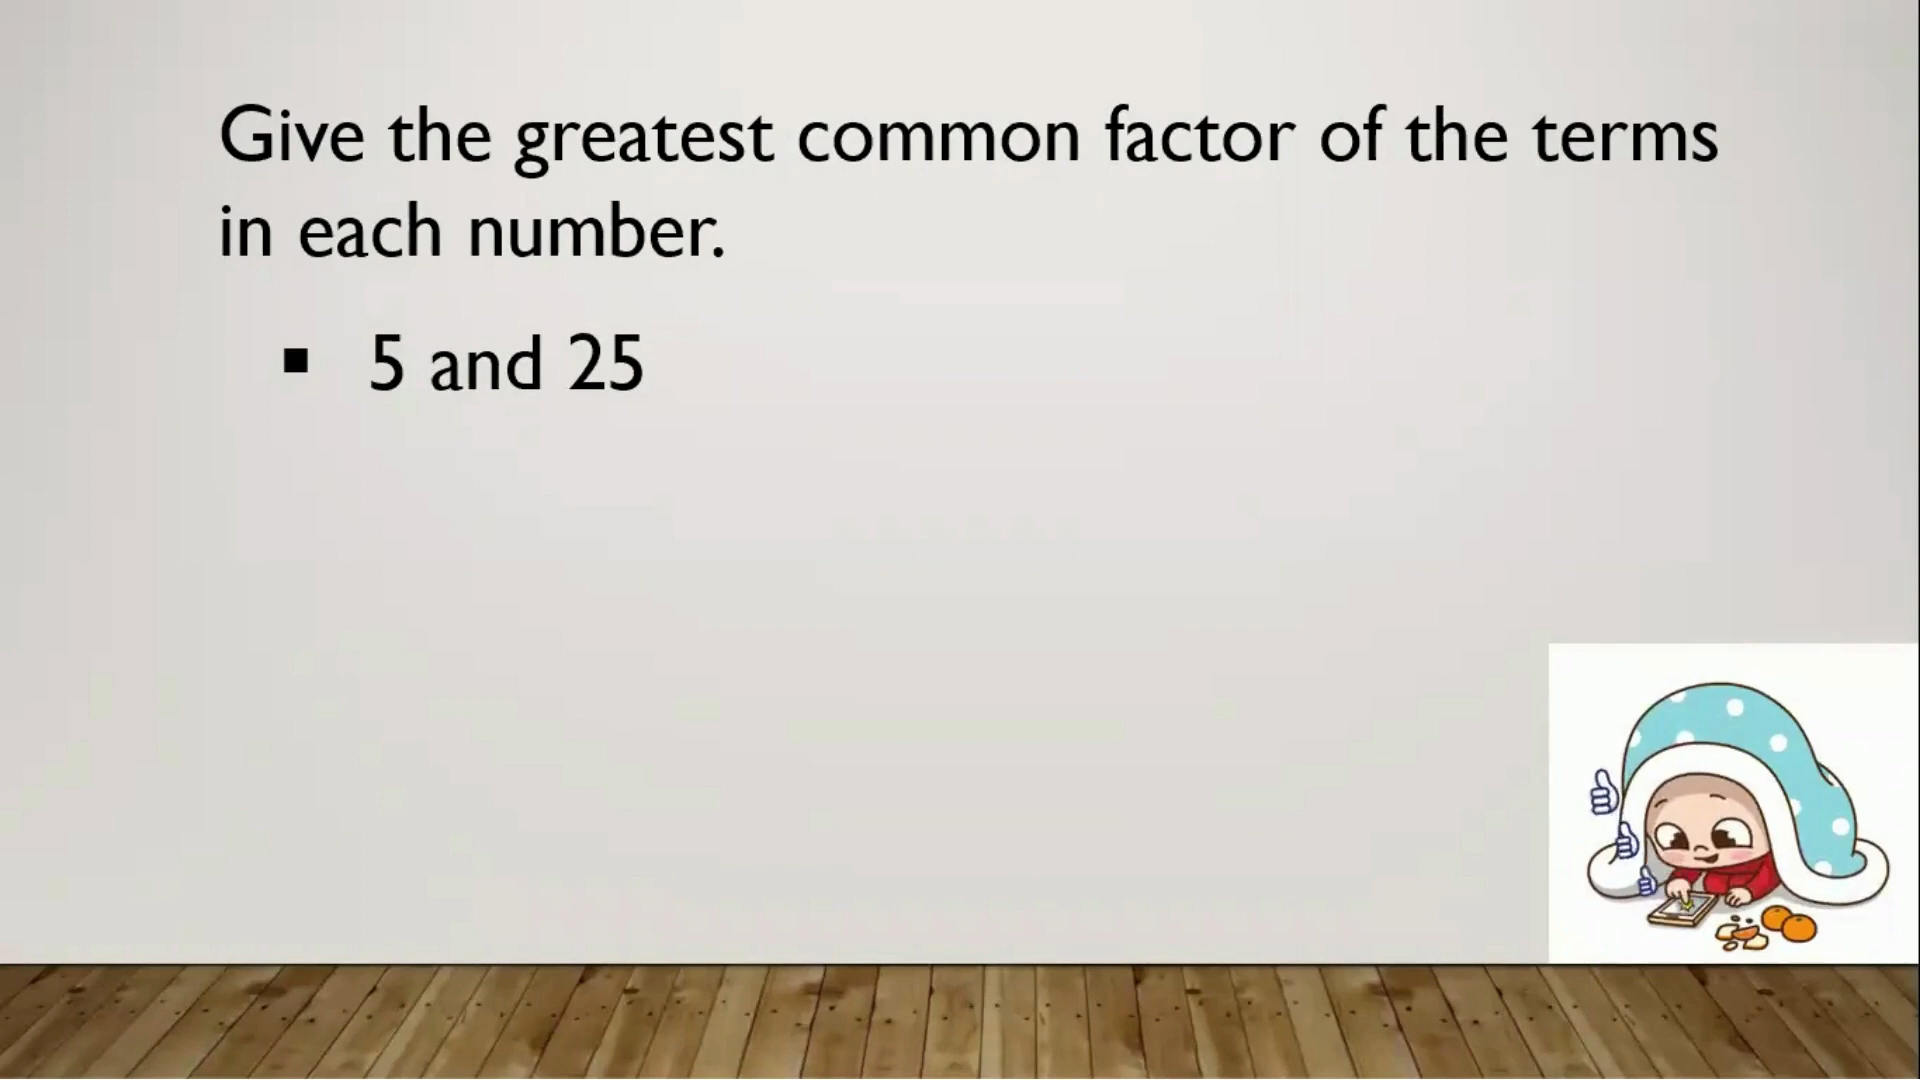 Give the greatest common factor of the terms
in each number.
▪ 5 and 25